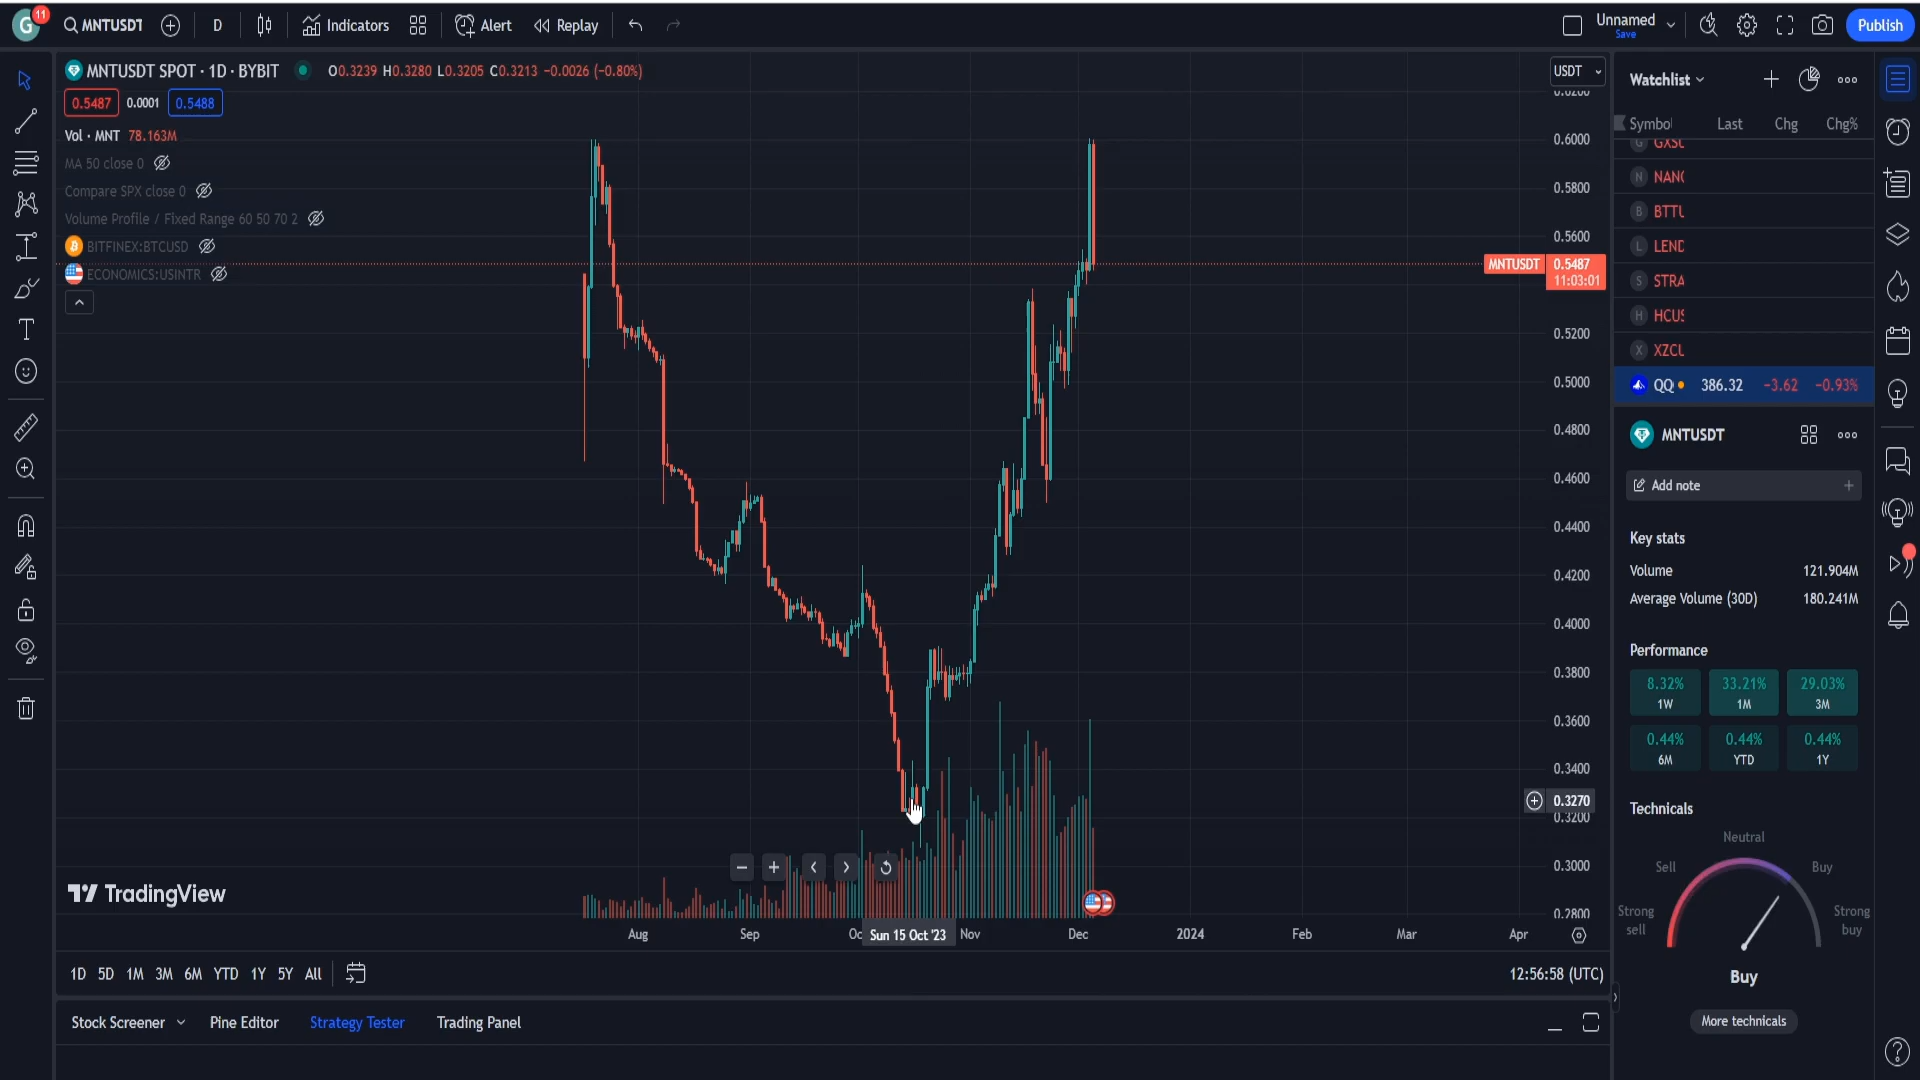 G 11 MNTUSDT D Indicators Alert Replay Unnamed Save Publish
MNTUSDT SPOT · 1D · BYBIT O0.3239 H0.3280 L0.3205 C0.3213 −0.0026 (−0.80%)
0.5487 0.0001 0.5488
Vol · MNT 78.163M
MA 50 close 0
Compare SPX close 0
Volume Profile / Fixed Range 60 50 70 2
BITFINEX:BTCUSD
ECONOMICS:USINTR
USDT
0.6200
0.6000
0.5800
0.5600
MNTUSDT 0.5487
11:03:01
0.5200
0.5000
0.4800
0.4600
0.4400
0.4200
0.4000
0.3800
0.3600
0.3400
0.3270
0.3200
0.3000
0.2800
TradingView
Aug Sep Oc Sun 15 Oct '23 Nov Dec 2024 Feb Mar Apr
1D 5D 1M 3M 6M YTD 1Y 5Y All
12:56:58 (UTC)
Stock Screener Pine Editor Strategy Tester Trading Panel
Watchlist
Symbol Last Chg Chg%
G
N NANC
B BTTU
L LEND
S STRA
H HCUS
X XZCU
QQ 386.32 −3.62 −0.93%
MNTUSDT
Add note
Key stats
Volume 121.904M
Average Volume (30D) 180.241M
Performance
8.32% 33.21% 29.03%
1W 1M 3M
0.44% 0.44% 0.44%
6M YTD 1Y
Technicals
Neutral
Sell Buy
Strong sell Strong buy
Buy
More technicals